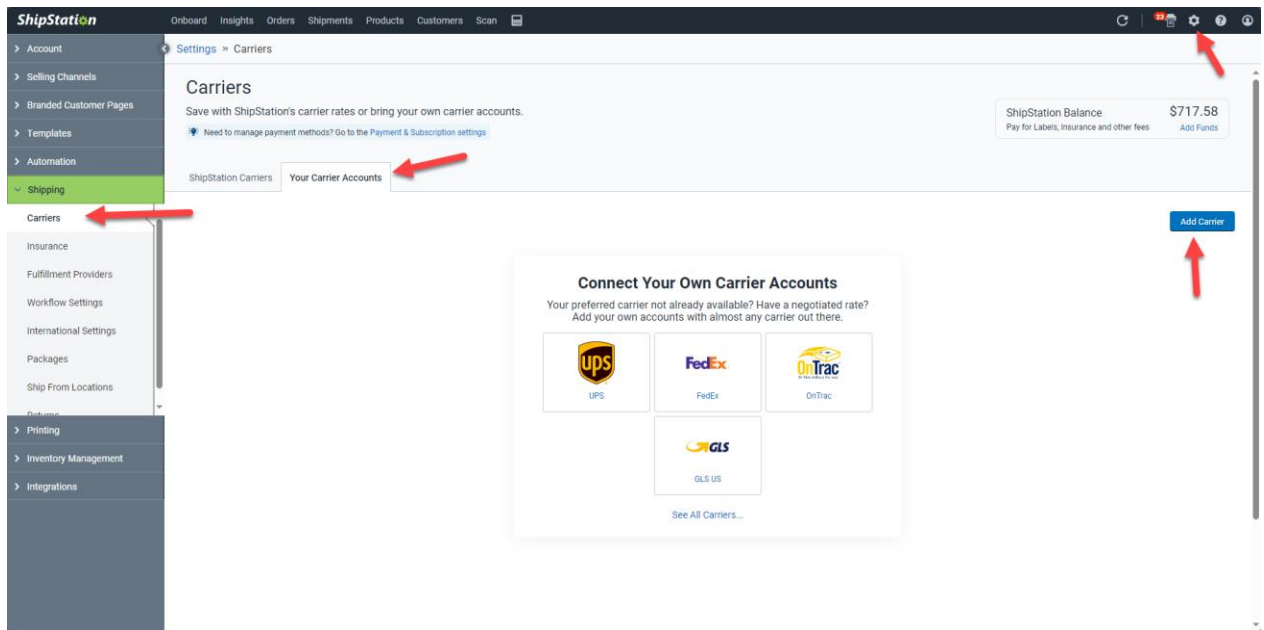 ShipStation
Onboard Insights Orders Shipments Products Customers Scan
23
Account
Selling Channels
Branded Customer Pages
Templates
Automation
Shipping
Carriers
Insurance
Fulfillment Providers
Workflow Settings
International Settings
Packages
Ship From Locations
Returns
Printing
Inventory Management
Integrations
Settings » Carriers
Carriers
Save with ShipStation's carrier rates or bring your own carrier accounts.
Need to manage payment methods? Go to the Payment & Subscription settings
ShipStation Balance $717.58
Pay for Labels, Insurance and other fees Add Funds
ShipStation Carriers Your Carrier Accounts
Add Carrier
Connect Your Own Carrier Accounts
Your preferred carrier not already available? Have a negotiated rate?
Add your own accounts with almost any carrier out there.
ups
UPS
FedEx
FedEx
OnTrac
OnTrac
GLS
GLS US
See All Carriers...